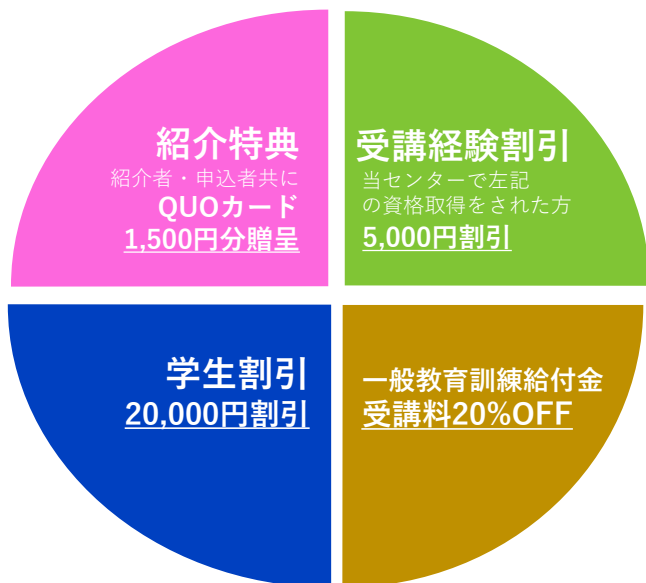 紹介特典
紹介者・申込者共に
QUOカード
1,500円分贈呈
受講経験割引
当センターで左記
の資格取得をされた方
5,000円割引
学生割引
20,000円割引
一般教育訓練給付金
受講料20%OFF